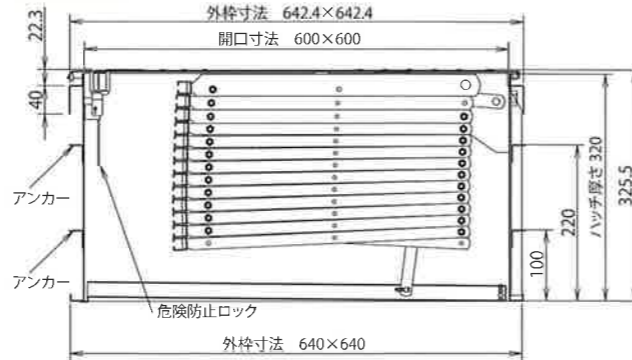 外枠寸法 642.4×642.4
開口寸法 600×600
22.3
40
アンカー
アンカー
危険防止ロック
100
220
ハッチ厚さ 320
325.5
外枠寸法 640×640